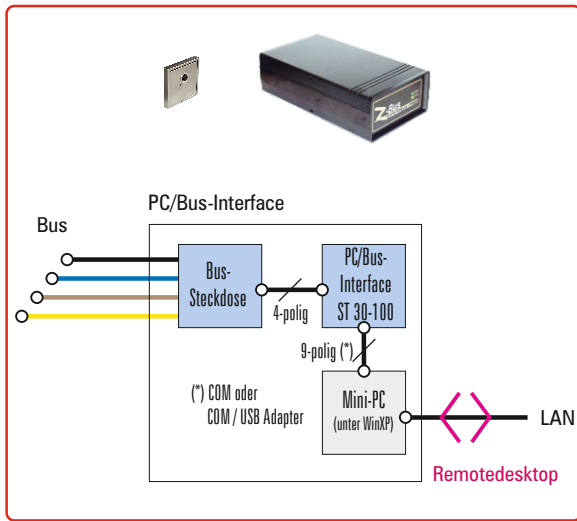 Z-Bus
PC/Bus-Interface
Bus
Bus-
Steckdose
4-polig
PC/Bus-
Interface
ST 30-100
9-polig (*)
(*) COM oder
COM / USB Adapter
Mini-PC
(unter WinXP)
LAN
Remotedesktop